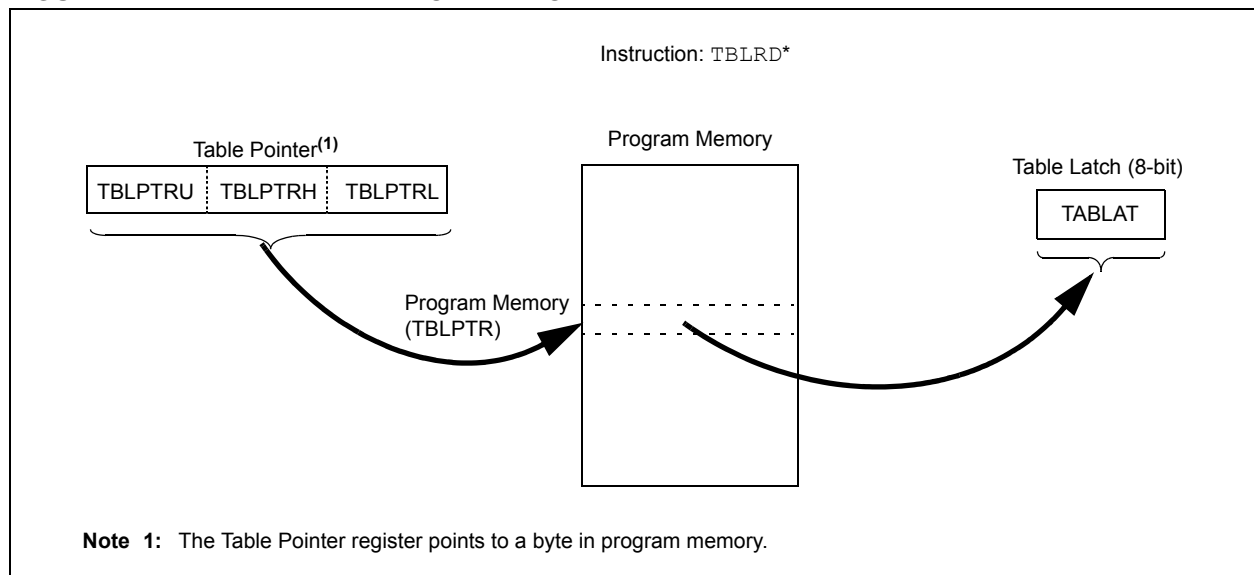 Instruction: TBLRD*
Table Pointer(1)
Program Memory
Table Latch (8-bit)
TBLPTRU TBLPTRH TBLPTRL
TABLAT
Program Memory
(TBLPTR)
Note 1: The Table Pointer register points to a byte in program memory.